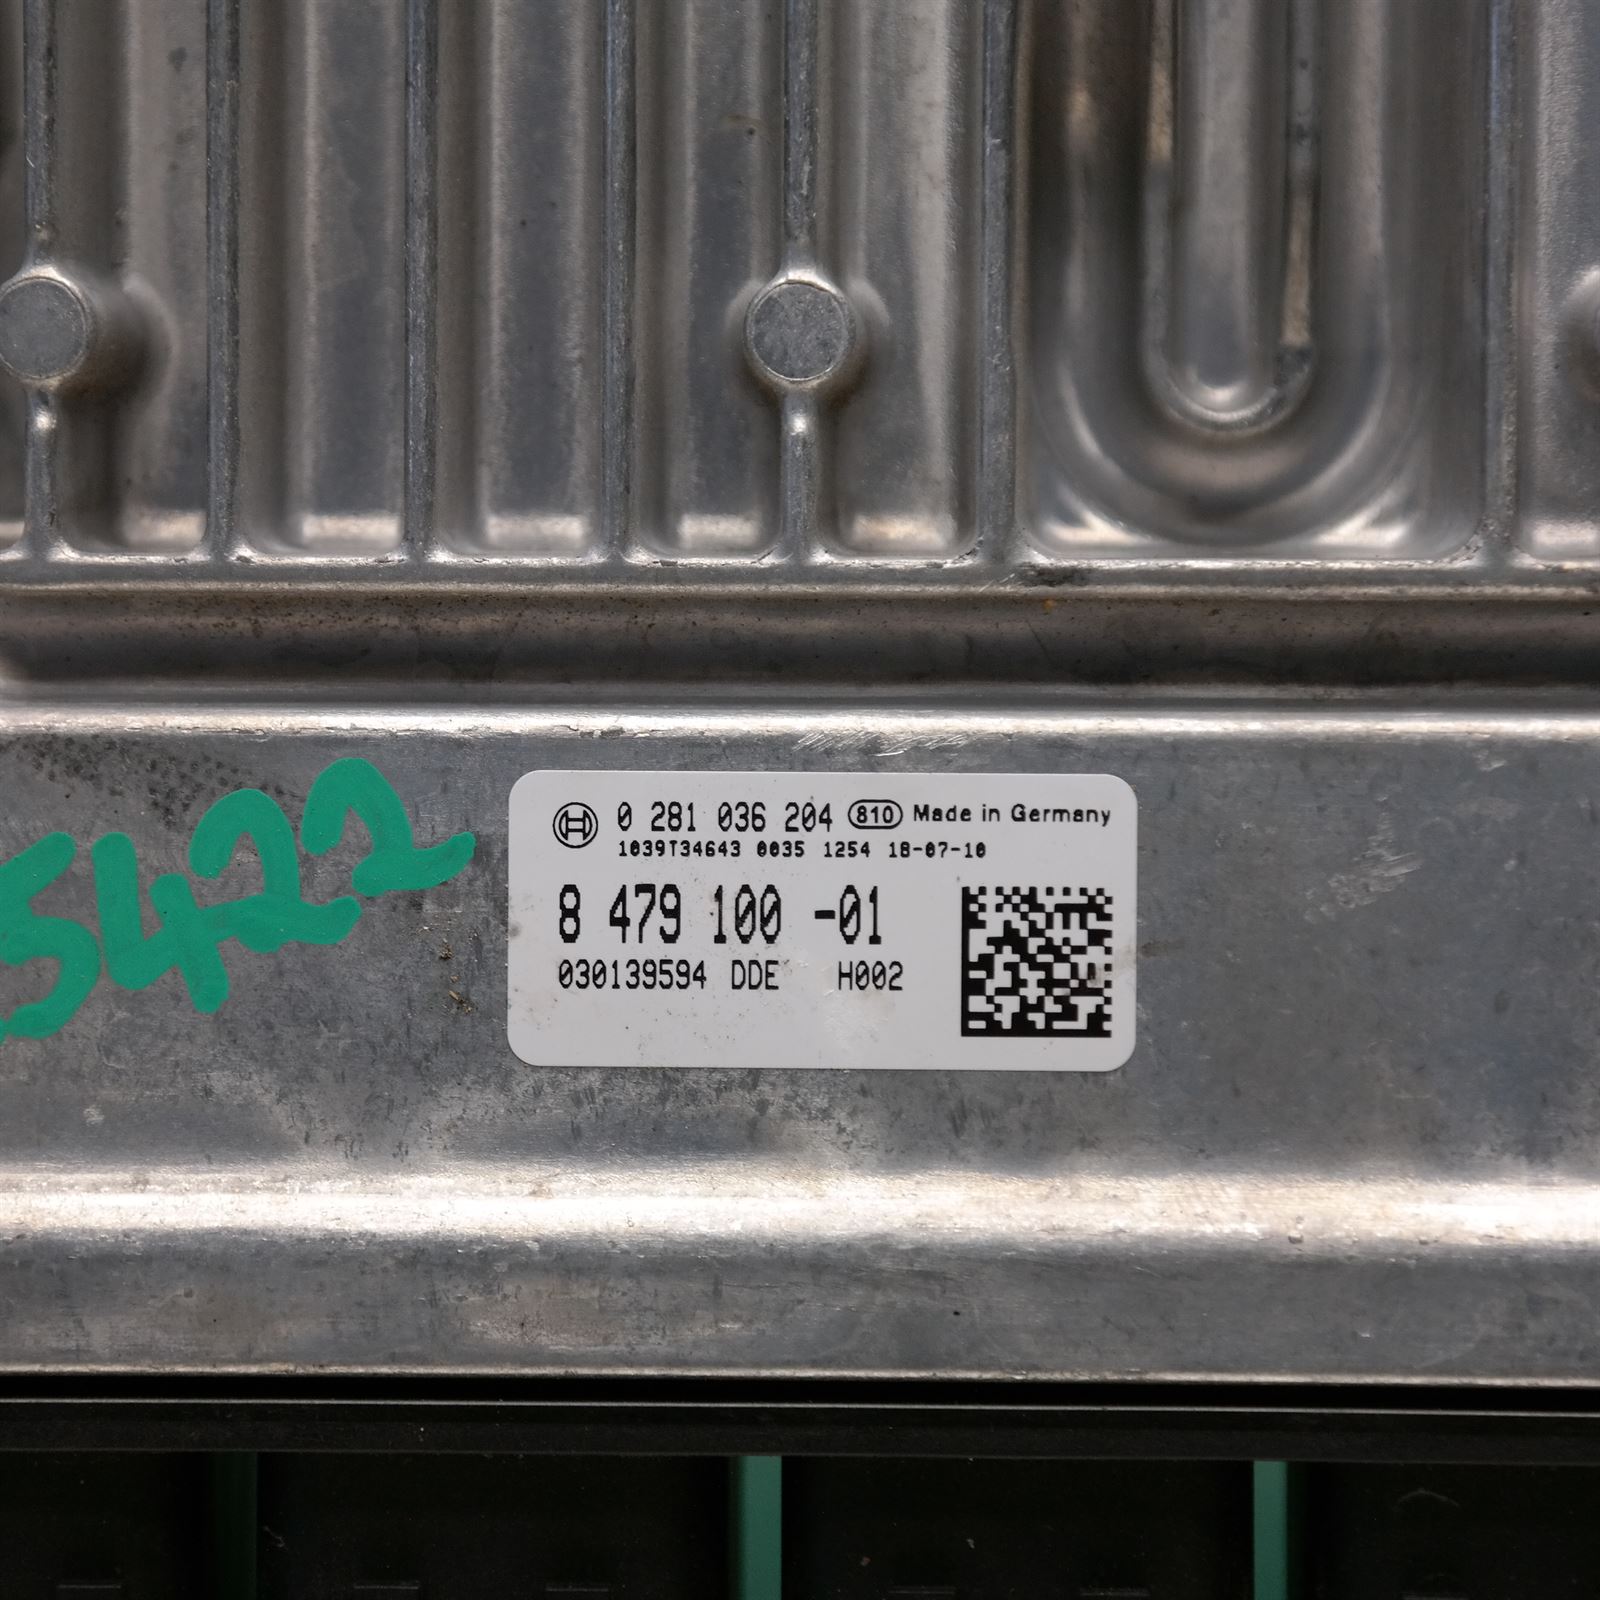 5422
0 281 036 204 810 Made in Germany
1039T34643 0035 1254 18-07-10
8 479 100 -01
030139594 DDE H002